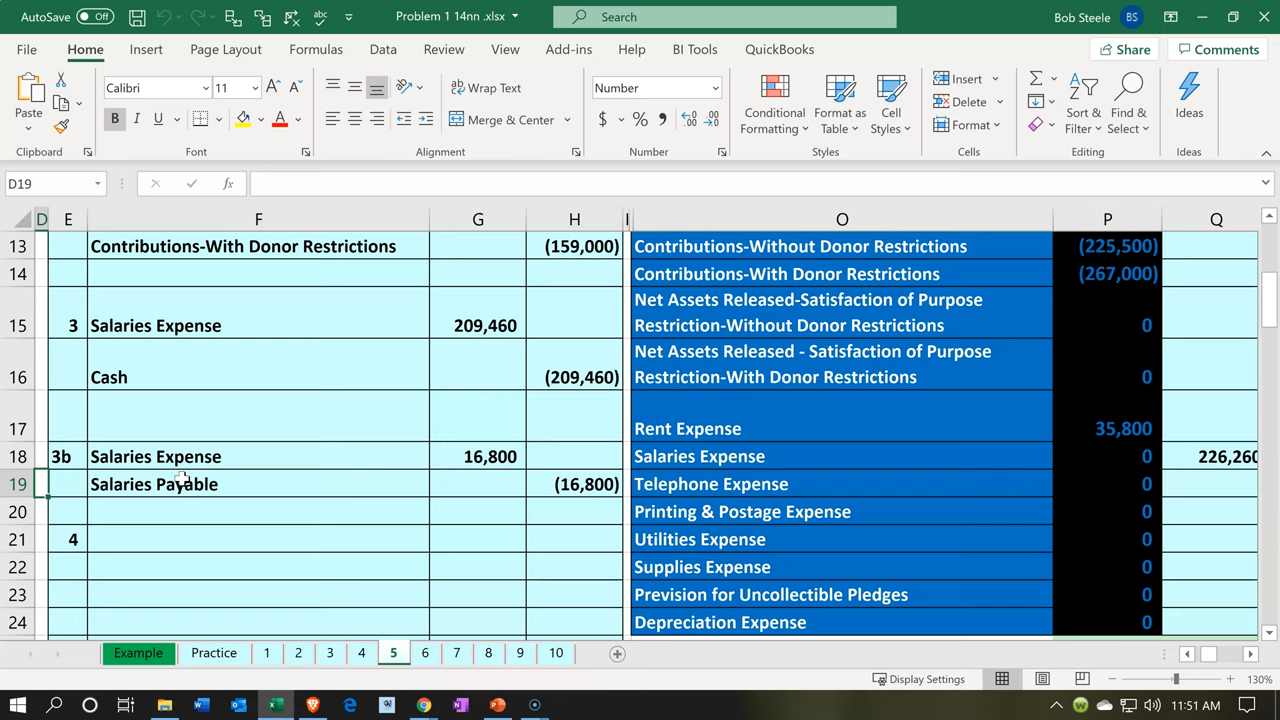 AutoSave Off Problem 1 14nn .xlsx Search Bob Steele BS
File Home Insert Page Layout Formulas Data Review View Add-ins Help BI Tools QuickBooks Share Comments
Paste Calibri 11 Wrap Text Number Conditional Formatting Format as Table Cell Styles Insert Sort & Filter Find & Select Ideas
B I U Merge & Center $ % Delete
Format
Clipboard Font Alignment Number Styles Cells Editing Ideas
D19 fx
D E F G H I O P Q
13 Contributions-With Donor Restrictions (159,000) Contributions-Without Donor Restrictions (225,500)
14 Contributions-With Donor Restrictions (267,000)
Net Assets Released-Satisfaction of Purpose
15 3 Salaries Expense 209,460 Restriction-Without Donor Restrictions 0
Net Assets Released - Satisfaction of Purpose
16 Cash (209,460) Restriction-With Donor Restrictions 0
17 Rent Expense 35,800
18 3b Salaries Expense 16,800 Salaries Expense 0 226,260
19 Salaries Payable (16,800) Telephone Expense 0
20 Printing & Postage Expense 0
21 4 Utilities Expense 0
22 Supplies Expense 0
23 Prevision for Uncollectible Pledges 0
24 Depreciation Expense 0
Example Practice 1 2 3 4 5 6 7 8 9 10
Display Settings 130%
11:51 AM